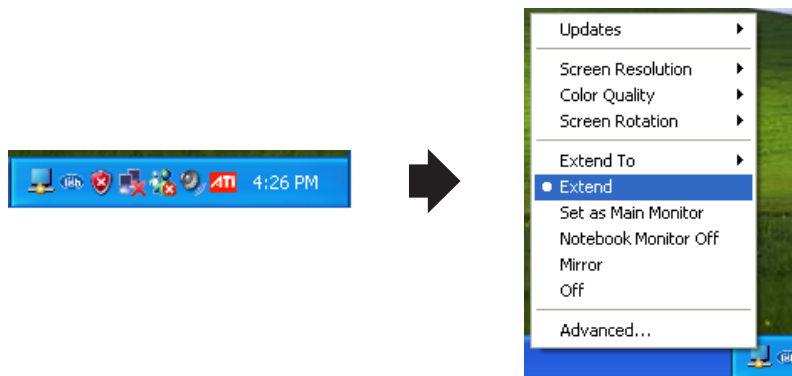 ATI 4:26 PM
Updates
Screen Resolution
Color Quality
Screen Rotation
Extend To
Extend
Set as Main Monitor
Notebook Monitor Off
Mirror
Off
Advanced...